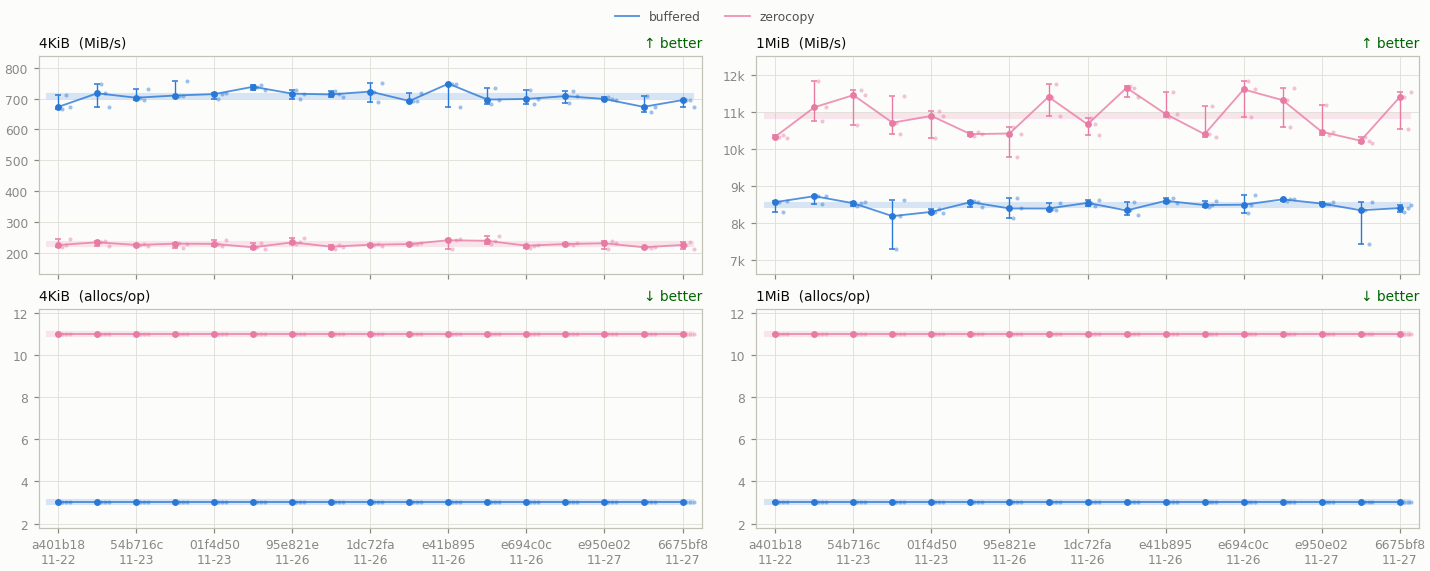 buffered zerocopy
4KiB (MiB/s) ↑ better
800
700
600
500
400
300
200
1MiB (MiB/s) ↑ better
12k
11k
10k
9k
8k
7k
4KiB (allocs/op) ↓ better
12
10
8
6
4
2
a401b18 54b716c 01f4d50 95e821e 1dc72fa e41b895 e694c0c e950e02 6675bf8
11-22 11-23 11-23 11-26 11-26 11-26 11-26 11-27 11-27
1MiB (allocs/op) ↓ better
12
10
8
6
4
2
a401b18 54b716c 01f4d50 95e821e 1dc72fa e41b895 e694c0c e950e02 6675bf8
11-22 11-23 11-23 11-26 11-26 11-26 11-26 11-27 11-27